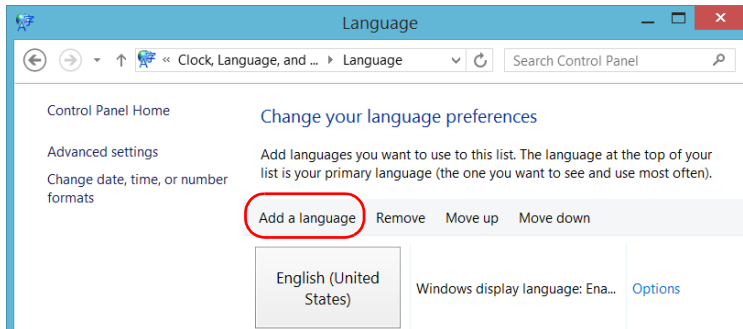 Language
« Clock, Language, and ... Language
Search Control Panel
Control Panel Home
Advanced settings
Change date, time, or number
formats
Change your language preferences
Add languages you want to use to this list. The language at the top of your
list is your primary language (the one you want to see and use most often).
Add a language Remove Move up Move down
English (United
States)
Windows display language: Ena...
Options